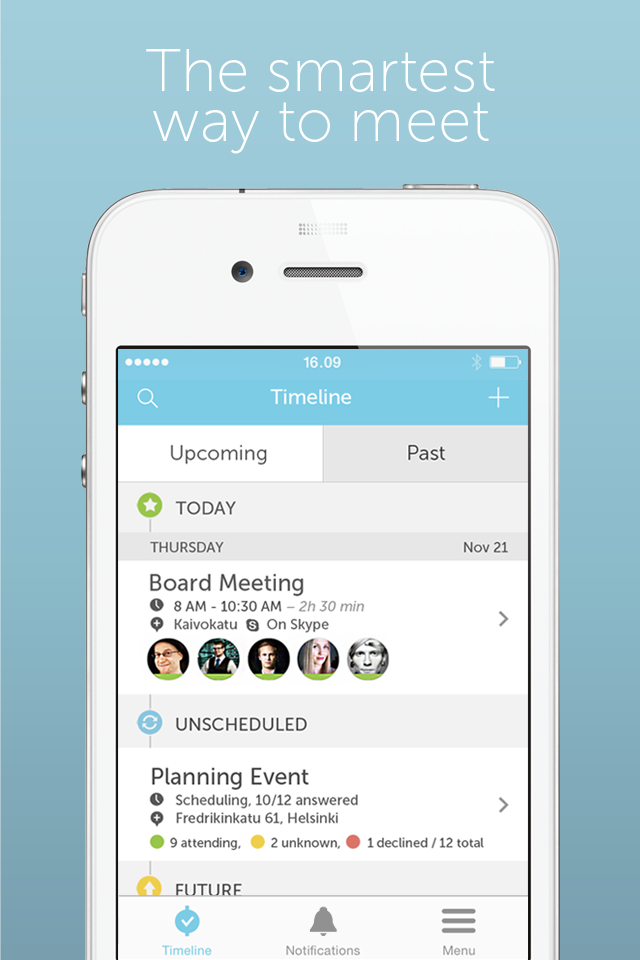 The smartest
way to meet
16.09
Timeline
Upcoming
Past
TODAY
THURSDAY
Nov 21
Board Meeting
8 AM - 10:30 AM – 2h 30 min
Kaivokatu On Skype
UNSCHEDULED
Planning Event
Scheduling, 10/12 answered
Fredrikinkatu 61, Helsinki
9 attending, 2 unknown, 1 declined / 12 total
FUTURE
Timeline
Notifications
Menu